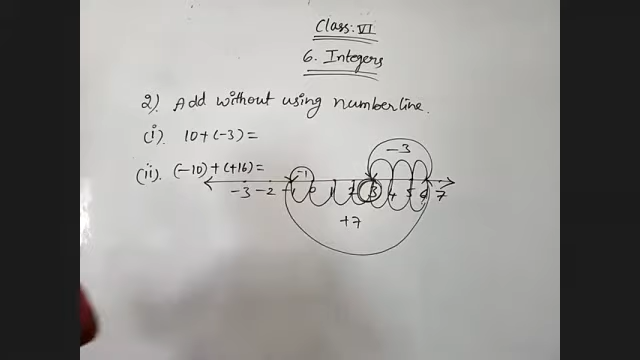 Class: VI
6. Integers
2). Add without using numberline.
(i). 10+(-3)=
(ii). (-10)+(+16)=
-3
-1
-3 -2 -1 0 1 2 3 4 5 6 7
+7